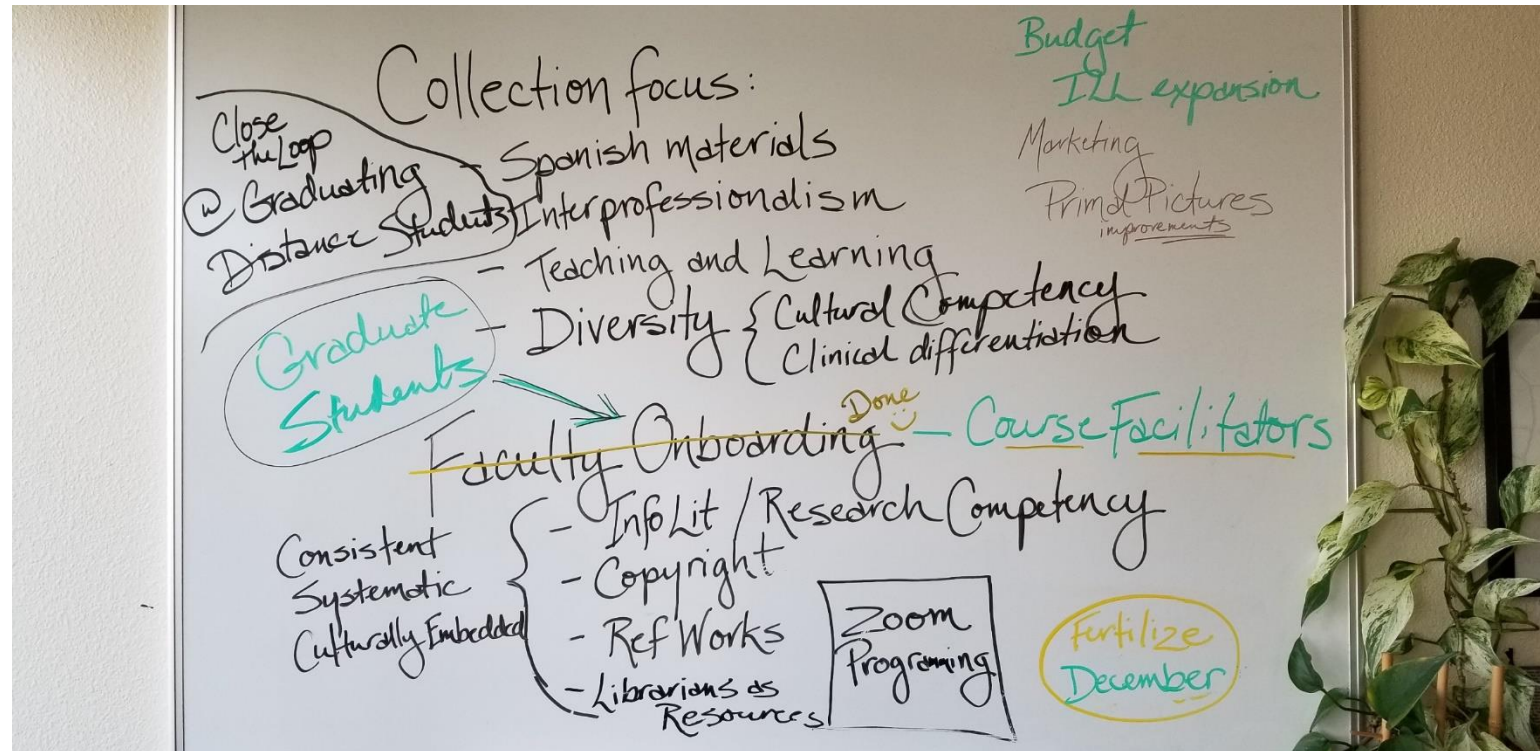 Collection focus:
- Spanish materials
- Interprofessionalism
- Teaching and Learning
- Diversity { Cultural Competency
Clinical differentiation
Close
the Loop
@ Graduating
Distance Students
Graduate
Students
Faculty Onboarding Done - Course Facilitators
Consistent
Systematic
Culturally Embedded
- InfoLit / Research Competency
- Copyright
- RefWorks
- Librarians as
Resources
Zoom
Programing
Budget
ILL expansion
Marketing
Primal Pictures
improvements
Fertilize
December